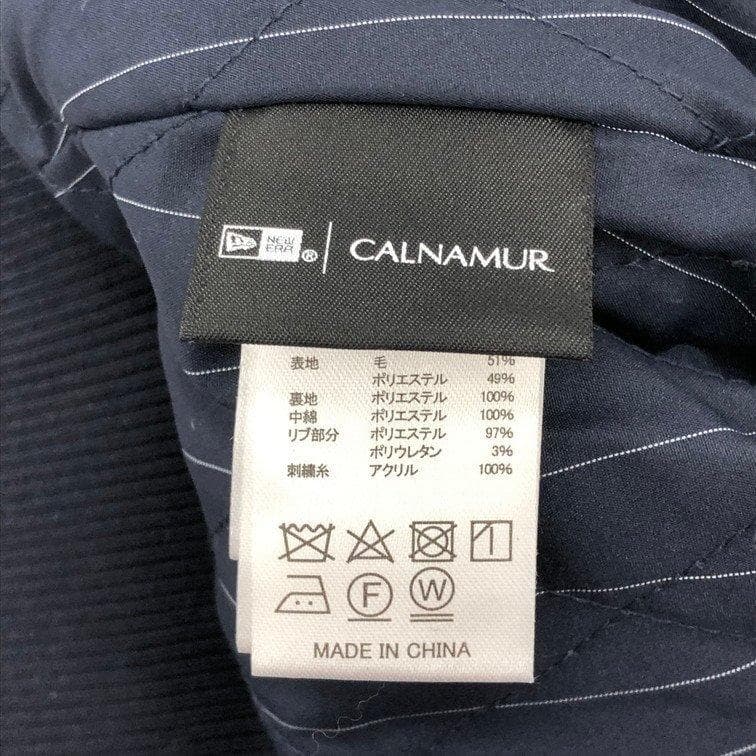 NEW ERA® CALNAMUR
表地 毛 51%
ポリエステル 49%
裏地 ポリエステル 100%
中綿 ポリエステル 100%
リブ部分 ポリエステル 97%
ポリウレタン 3%
刺繍糸 アクリル 100%
F W
MADE IN CHINA